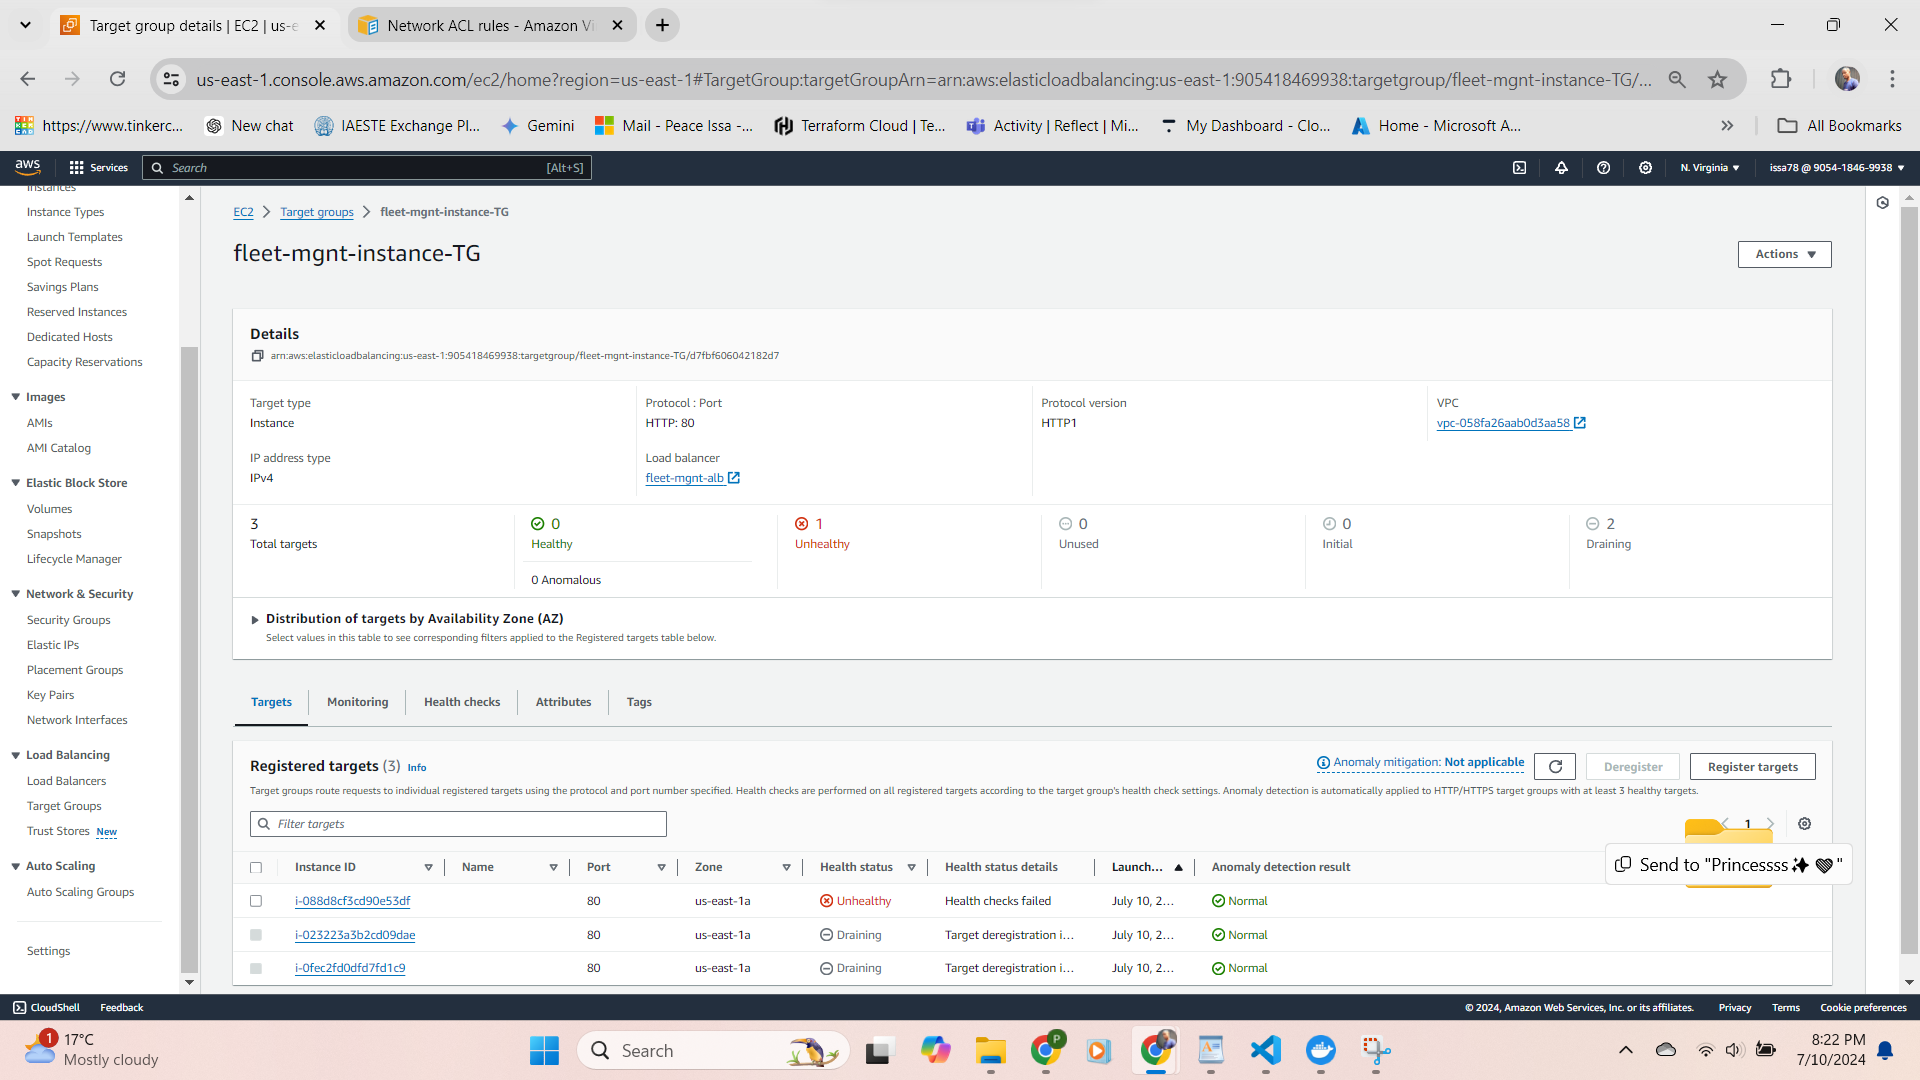 Target group details | EC2 | us-e
Network ACL rules - Amazon Vi
us-east-1.console.aws.amazon.com/ec2/home?region=us-east-1#TargetGroup:targetGroupArn=arn:aws:elasticloadbalancing:us-east-1:905418469938:targetgroup/fleet-mgnt-instance-TG/...
https://www.tinkerc...
New chat
IAESTE Exchange Pl...
Gemini
Mail - Peace Issa -...
Terraform Cloud | Te...
Activity | Reflect | Mi...
My Dashboard - Clo...
Home - Microsoft A...
All Bookmarks
aws
Services
Search
[Alt+S]
N. Virginia
issa78 @ 9054-1846-9938
Instances
Instance Types
Launch Templates
Spot Requests
Savings Plans
Reserved Instances
Dedicated Hosts
Capacity Reservations
Images
AMIs
AMI Catalog
Elastic Block Store
Volumes
Snapshots
Lifecycle Manager
Network & Security
Security Groups
Elastic IPs
Placement Groups
Key Pairs
Network Interfaces
Load Balancing
Load Balancers
Target Groups
Trust Stores New
Auto Scaling
Auto Scaling Groups
Settings
EC2 > Target groups > fleet-mgnt-instance-TG
fleet-mgnt-instance-TG
Actions
Details
arn:aws:elasticloadbalancing:us-east-1:905418469938:targetgroup/fleet-mgnt-instance-TG/d7fbf606042182d7
Target type
Instance
Protocol : Port
HTTP: 80
Protocol version
HTTP1
VPC
vpc-058fa26aab0d3aa58
IP address type
IPv4
Load balancer
fleet-mgnt-alb
3
Total targets
0
Healthy
0 Anomalous
1
Unhealthy
0
Unused
0
Initial
2
Draining
Distribution of targets by Availability Zone (AZ)
Select values in this table to see corresponding filters applied to the Registered targets table below.
Targets
Monitoring
Health checks
Attributes
Tags
Registered targets (3) Info
Anomaly mitigation: Not applicable
Deregister
Register targets
Target groups route requests to individual registered targets using the protocol and port number specified. Health checks are performed on all registered targets according to the target group's health check settings. Anomaly detection is automatically applied to HTTP/HTTPS target groups with at least 3 healthy targets.
Filter targets
1
Send to "Princessss✨ 🖤"
Instance ID Name Port Zone Health status Health status details Launch... Anomaly detection result
i-088d8cf3cd90e53df 80 us-east-1a Unhealthy Health checks failed July 10, 2... Normal
i-023223a3b2cd09dae 80 us-east-1a Draining Target deregistration i... July 10, 2... Normal
i-0fec2fd0dfd7fd1c9 80 us-east-1a Draining Target deregistration i... July 10, 2... Normal
CloudShell
Feedback
© 2024, Amazon Web Services, Inc. or its affiliates.
Privacy
Terms
Cookie preferences
1
17°C
Mostly cloudy
Search
P
8:22 PM
7/10/2024